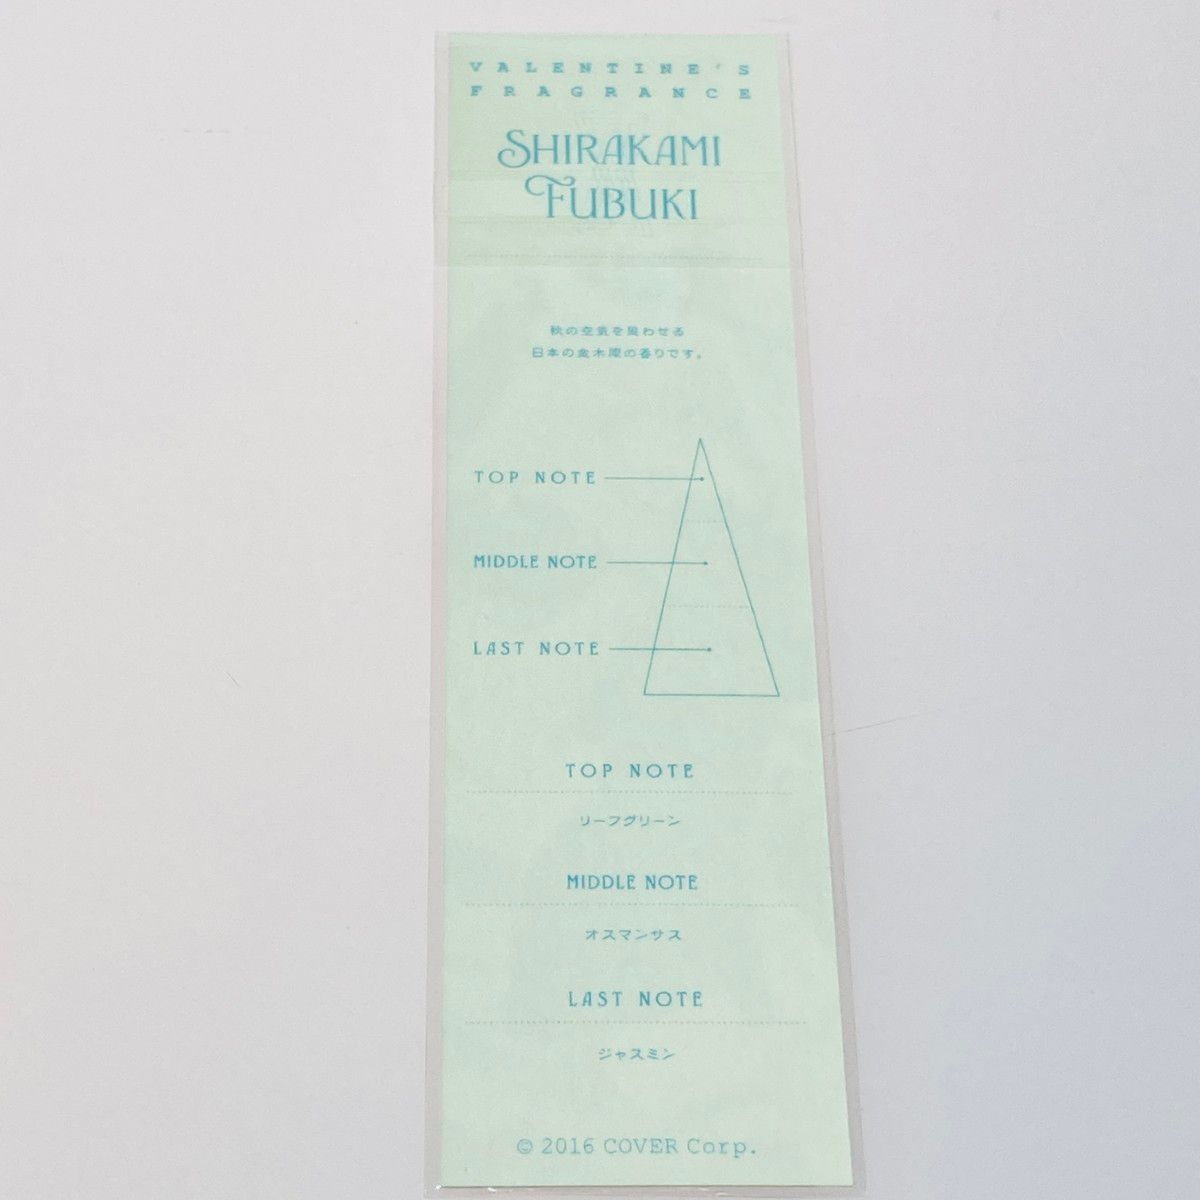 VALENTINE'S
FRAGRANCE
SHIRAKAMI
FUBUKI
秋の空気を思わせる
日本の金木犀の香りです。
TOP NOTE
MIDDLE NOTE
LAST NOTE
TOP NOTE
リーフグリーン
MIDDLE NOTE
オスマンサス
LAST NOTE
ジャスミン
© 2016 COVER Corp.